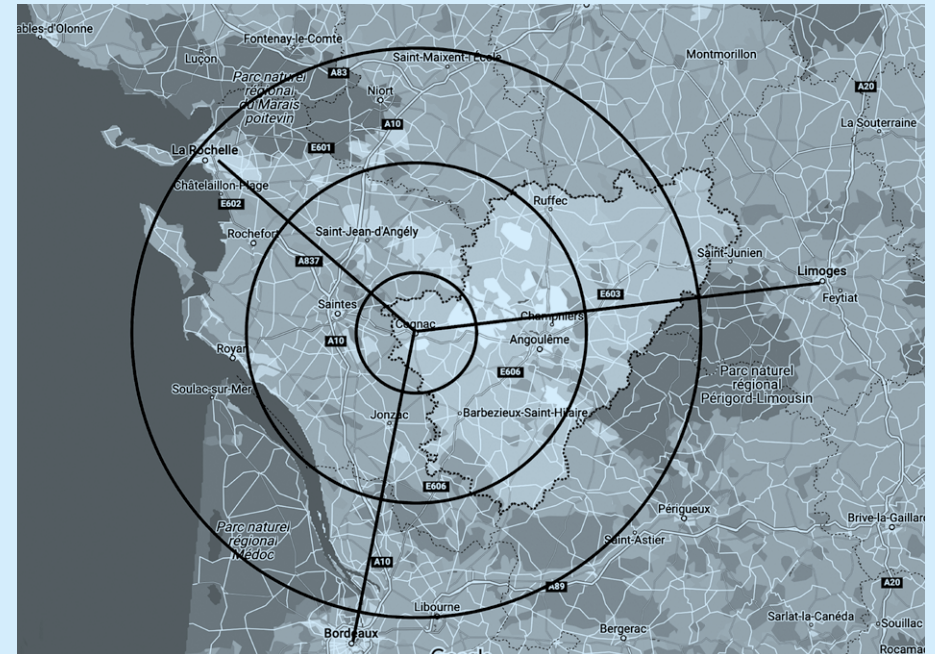 ables-d'Olonne
Fontenay-le-Comte
Luçon
Saint-Maixent-l'École
Montmorillon
A83
Parc naturel
régional
du Marais
poitevin
A20
Niort
A10
La Souterraine
E601
La Rochelle
Châtelaillon-Plage
E602
Ruffec
Rochefort
Saint-Jean-d'Angély
A837
Saint-Junien
Limoges
E603
Feytiat
Saintes
Cognac
Champniers
A10
Angoulême
Royan
E606
Parc naturel
régional
Périgord-Limousin
Soulac-sur-Mer
Jonzac
Barbezieux-Saint-Hilaire
E606
Périgueux
Parc naturel
régional
Médoc
Brive-la-Gaillard
Saint-Astier
A10
A89
A20
Libourne
Sarlat-la-Canéda
Souillac
Bordeaux
Bergerac
Rocamad